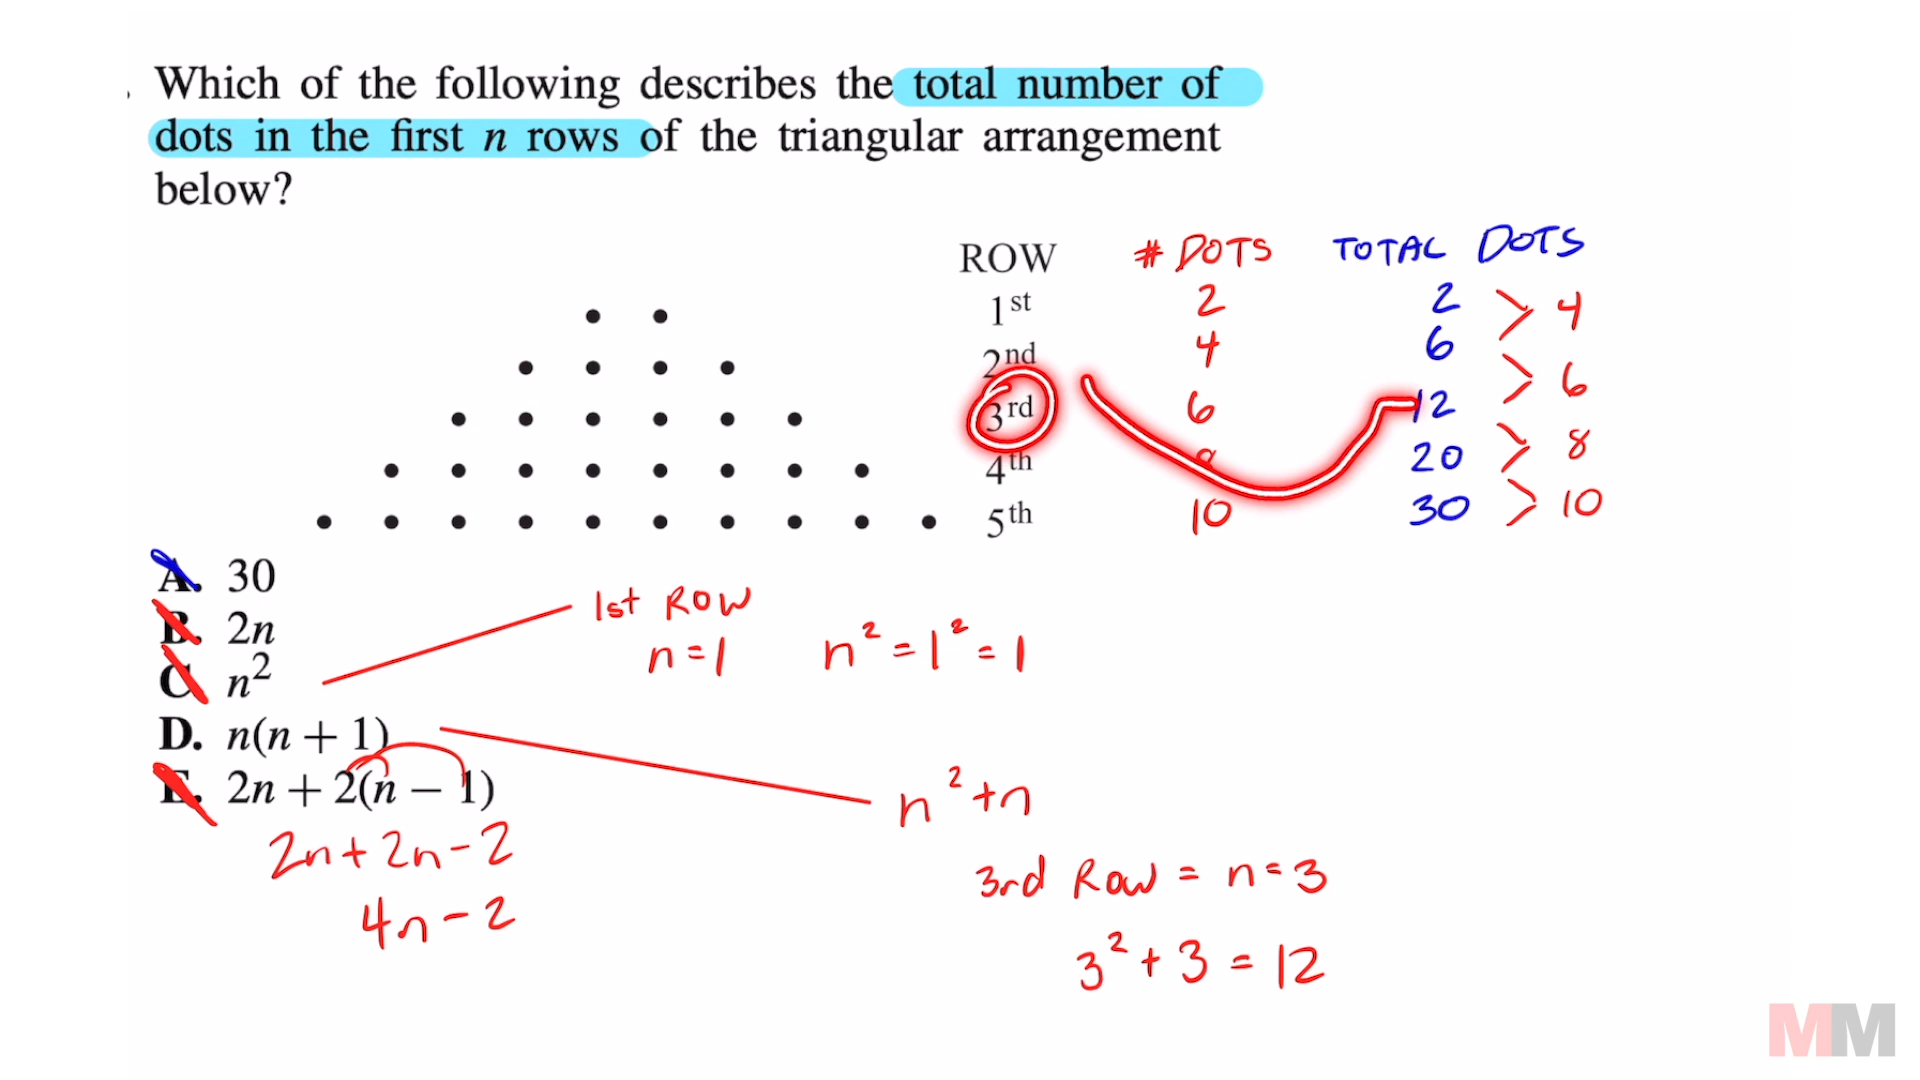 Which of the following describes the total number of
dots in the first n rows of the triangular arrangement
below?
ROW # DOTS TOTAL DOTS
1st 2 2 > 4
2nd 4 6 > 6
3rd 6 12 > 8
4th 20 > 10
5th 10 30
A. 30
B. 2n
C. n²
D. n(n + 1)
E. 2n + 2(n − 1)
2n + 2n - 2
4n - 2
1st ROW
n = 1 n² = 1² = 1
n² + n
3rd Row = n = 3
3² + 3 = 12
MM